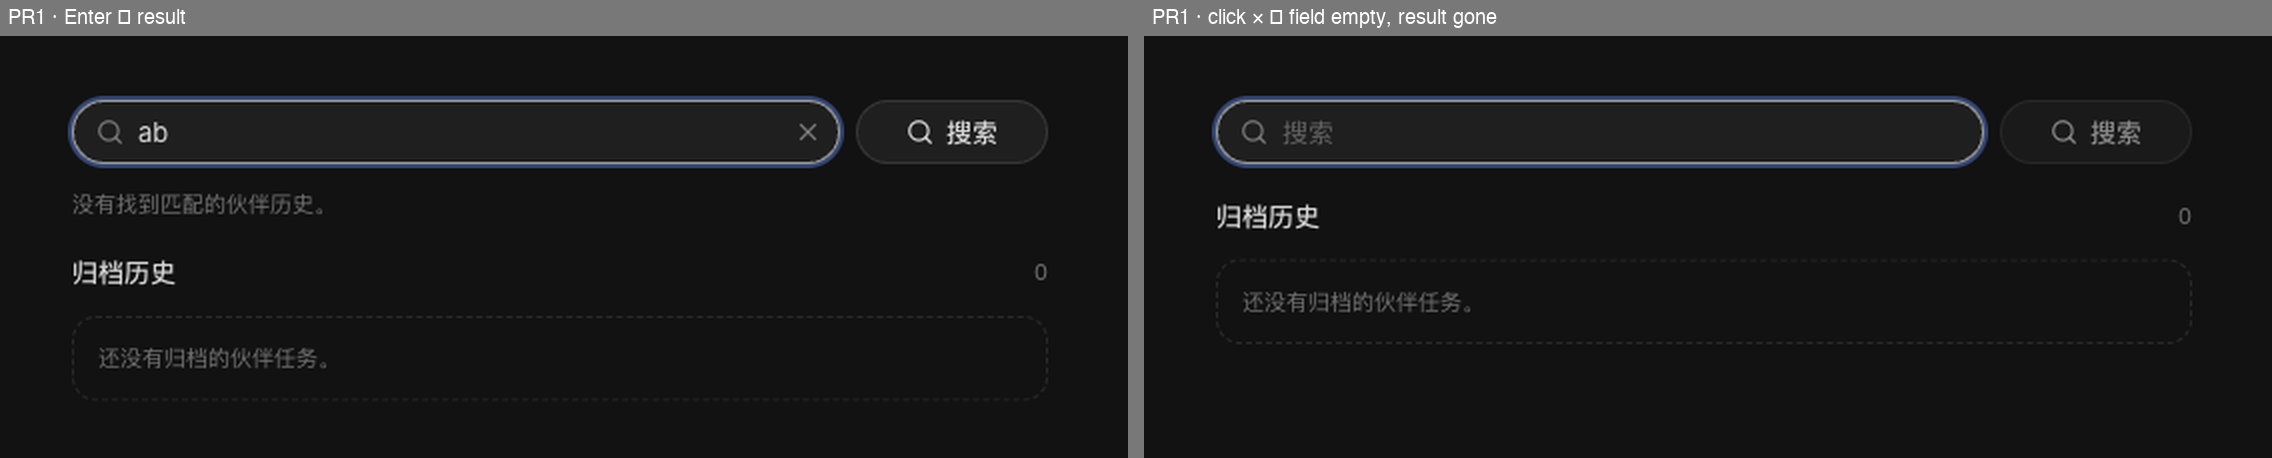 PR1 · Enter □ result
ab
搜索
没有找到匹配的伙伴历史。
归档历史
0
还没有归档的伙伴任务。
PR1 · click × □ field empty, result gone
搜索
搜索
归档历史
0
还没有归档的伙伴任务。